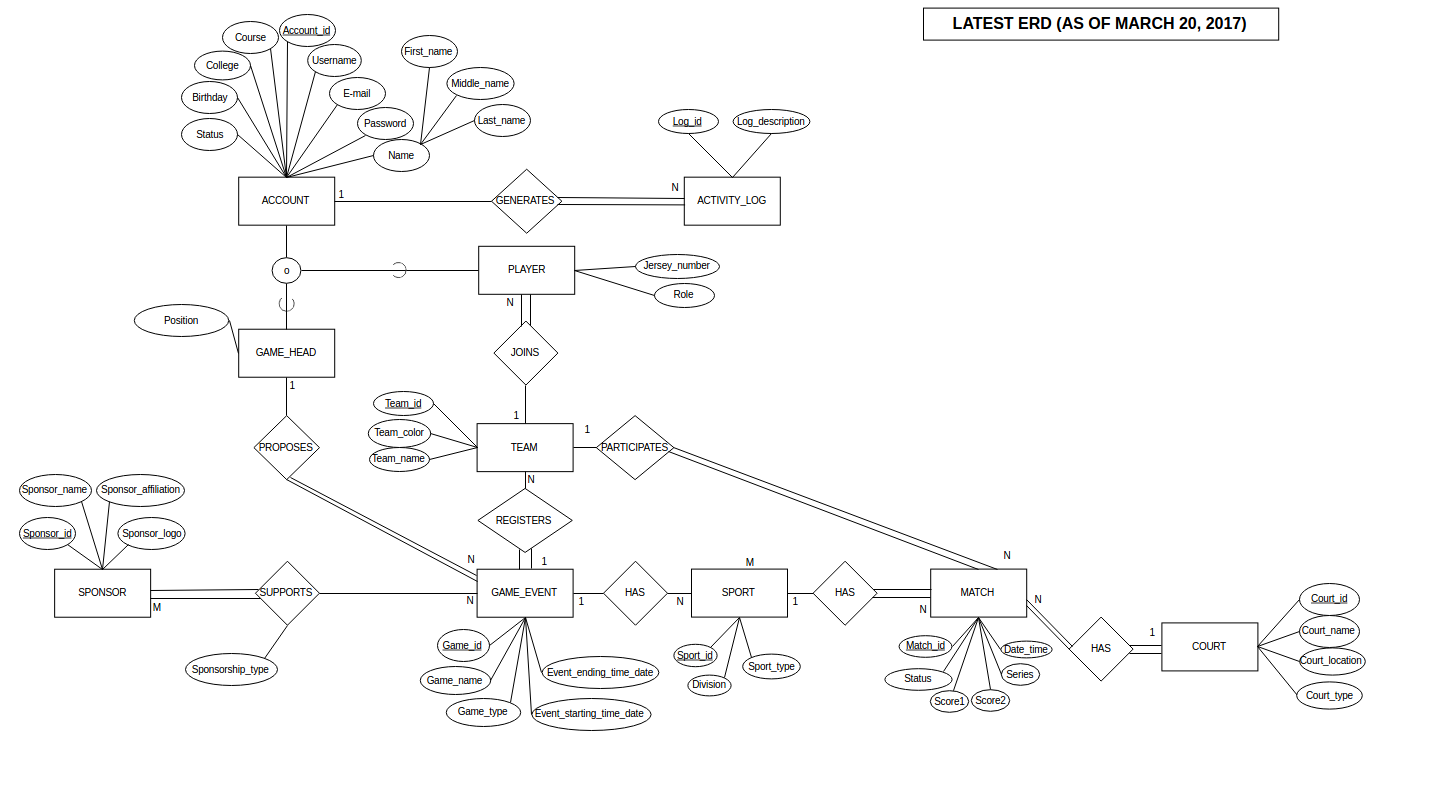 LATEST ERD (AS OF MARCH 20, 2017)
Account_id
Course
First_name
Username
College
Middle_name
E-mail
Birthday
Last_name
Log_id
Log_description
Password
Status
Name
ACCOUNT
1
GENERATES
N
ACTIVITY_LOG
o
PLAYER
Jersey_number
Role
N
Position
GAME_HEAD
JOINS
1
Team_id
1
1
Team_color
PROPOSES
TEAM
PARTICIPATES
Team_name
N
Sponsor_name
Sponsor_affiliation
REGISTERS
Sponsor_id
Sponsor_logo
N
1
M
N
SPONSOR
M
SUPPORTS
N
GAME_EVENT
1
HAS
N
SPORT
1
HAS
N
MATCH
N
Court_id
Court_name
1
HAS
COURT
Court_location
Court_type
Sponsorship_type
Game_id
Game_name
Game_type
Event_ending_time_date
Event_starting_time_date
Sport_id
Division
Sport_type
Match_id
Date_time
Status
Series
Score1
Score2